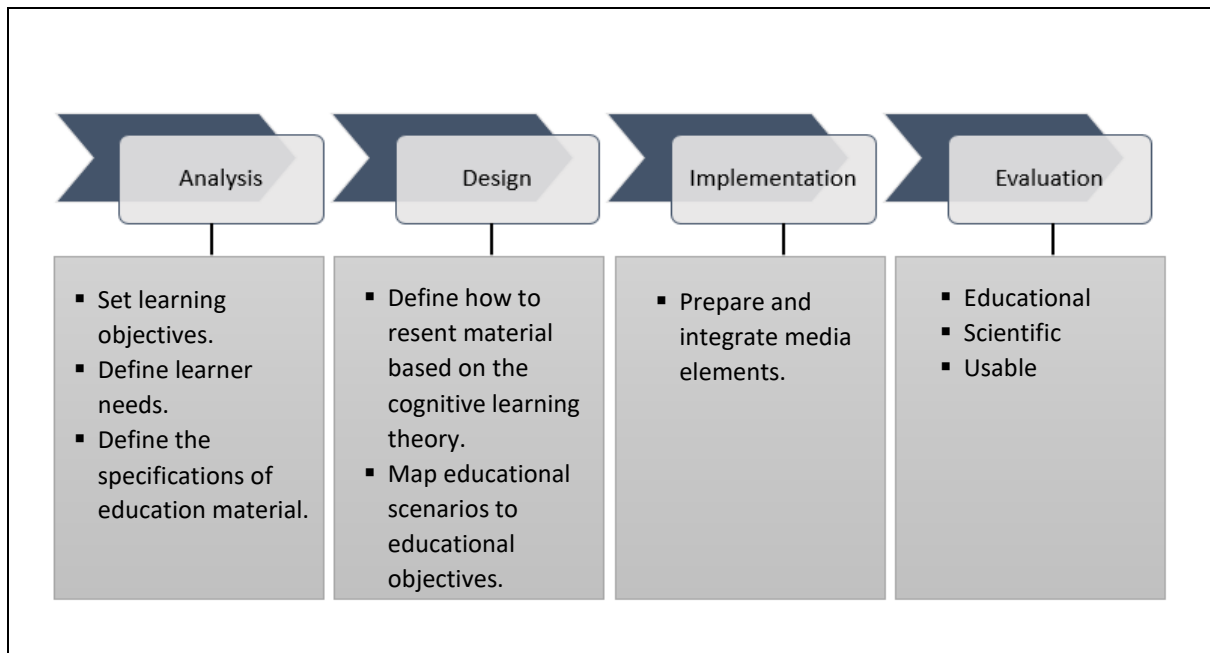 Analysis
Design
Implementation
Evaluation
▪ Set learning
objectives.
▪ Define learner
needs.
▪ Define the
specifications of
education material.
▪ Define how to
resent material
based on the
cognitive learning
theory.
▪ Map educational
scenarios to
educational
objectives.
▪ Prepare and
integrate media
elements.
▪ Educational
▪ Scientific
▪ Usable